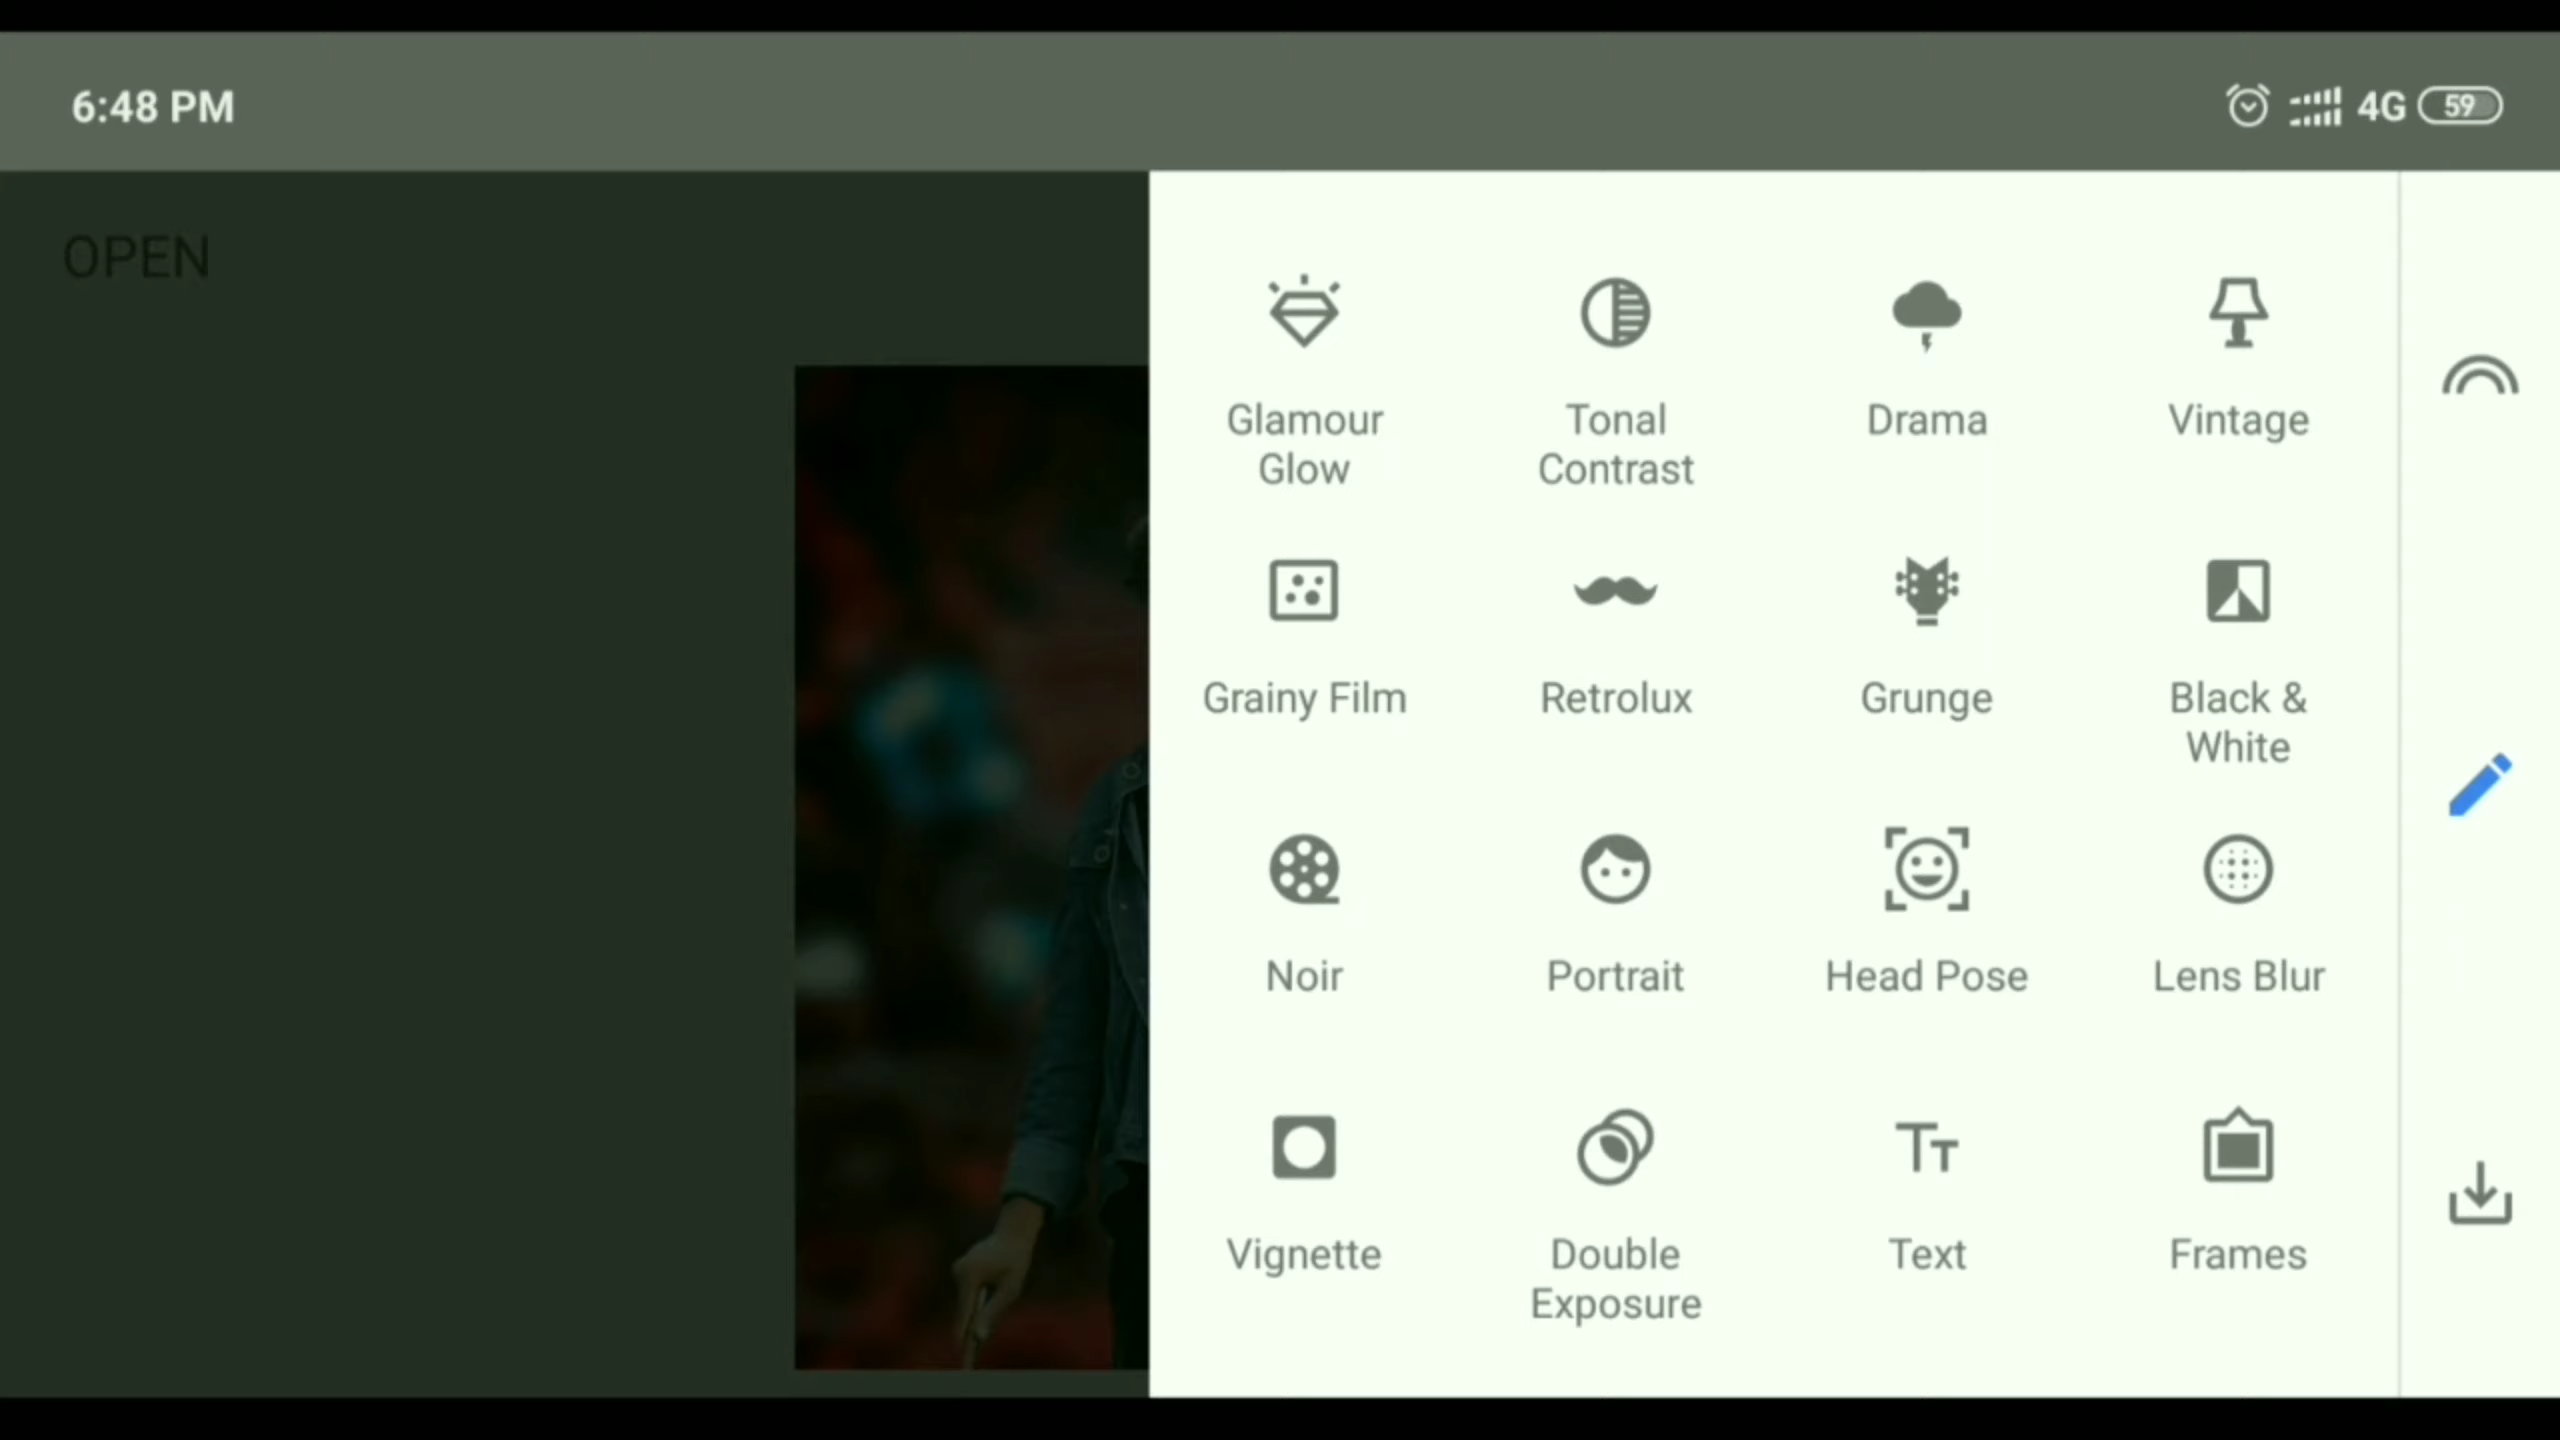 6:48 PM
4G
59
OPEN
Glamour
Glow
Tonal
Contrast
Drama
Vintage
Grainy Film
Retrolux
Grunge
Black &
White
Noir
Portrait
Head Pose
Lens Blur
Vignette
Double
Exposure
Text
Frames